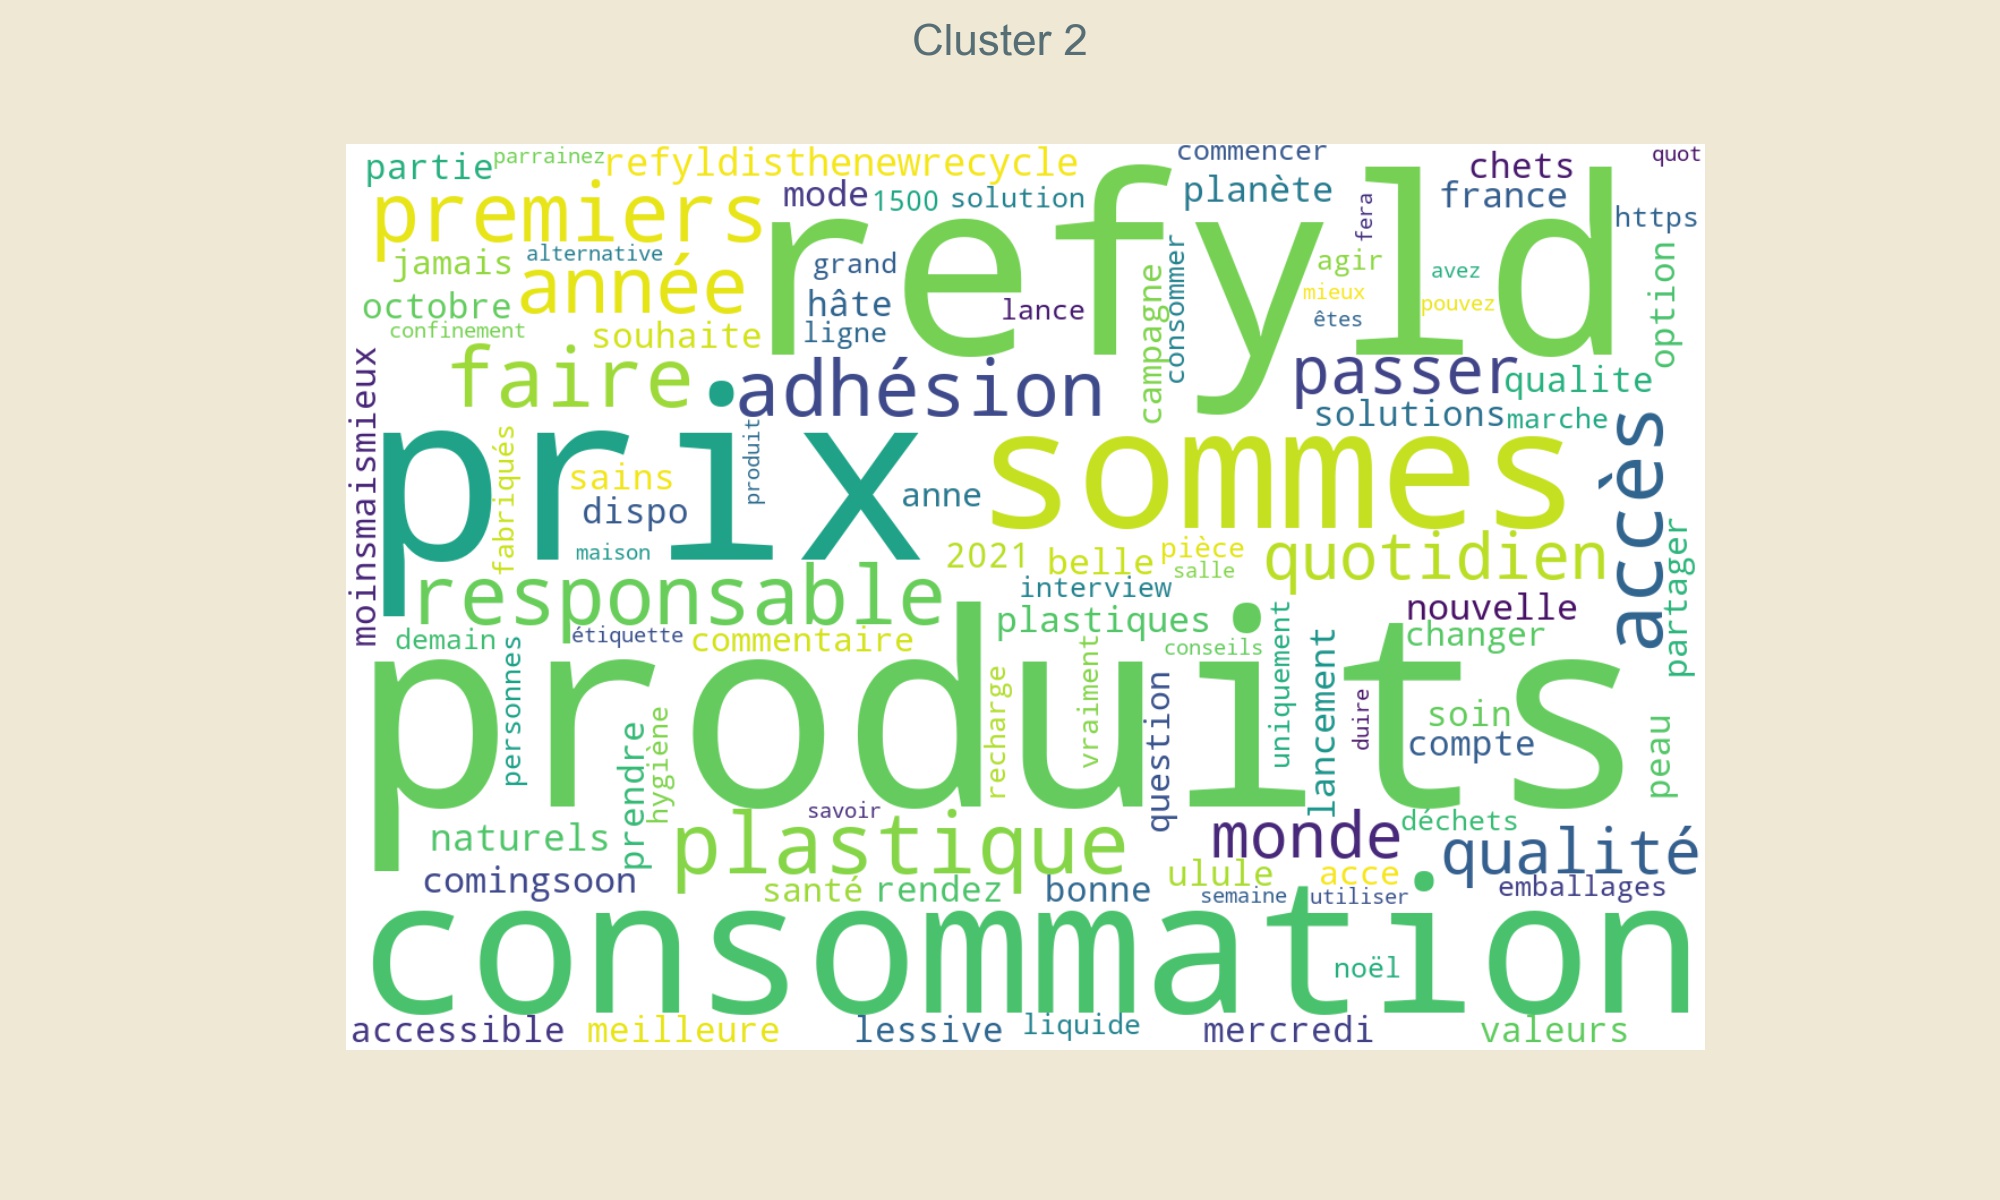 Cluster 2
partie
parrainez
refyldisthenewrecycle
commencer
chets
quot
premiers
mode
1500
solution
planète
fera
france
https
refyld
jamais
alternative
année
grand
agir
avez
option
octobre
hâte
lance
campagne
consommer
mieux
pouvez
confinement
souhaite
ligne
êtes
moinsmaismieux
faire
adhésion
passer
qualite
solutions
marche
accès
prix
fabriqués
sains
produit
sommes
dispo
anne
maison
2021
belle
pièce
salle
quotidien
partager
responsable
interview
nouvelle
demain
étiquette
commentaire
plastiques
conseils
uniquement
lancement
changer
personnes
produits
recharge
vraiment
question
duire
soin
compte
peau
prendre
hygiène
savoir
naturels
plastique
monde
déchets
qualité
comingsoon
santé
rendez
bonne
ulule
acce
semaine
utiliser
emballages
consommation
noël
accessible
meilleure
lessive
liquide
mercredi
valeurs